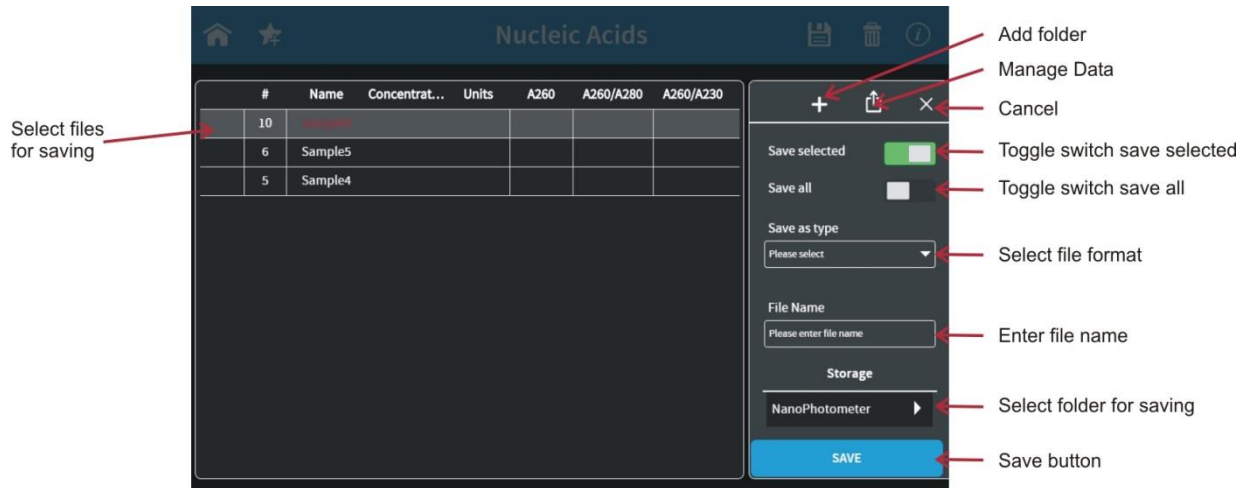 Nucleic Acids
Add folder
Manage Data
Cancel
# Name Concentrat... Units A260 A260/A280 A260/A230
10
6 Sample5
5 Sample4
Select files
for saving
Save selected
Toggle switch save selected
Save all
Toggle switch save all
Save as type
Please select
Select file format
File Name
Please enter file name
Enter file name
Storage
NanoPhotometer
Select folder for saving
SAVE
Save button